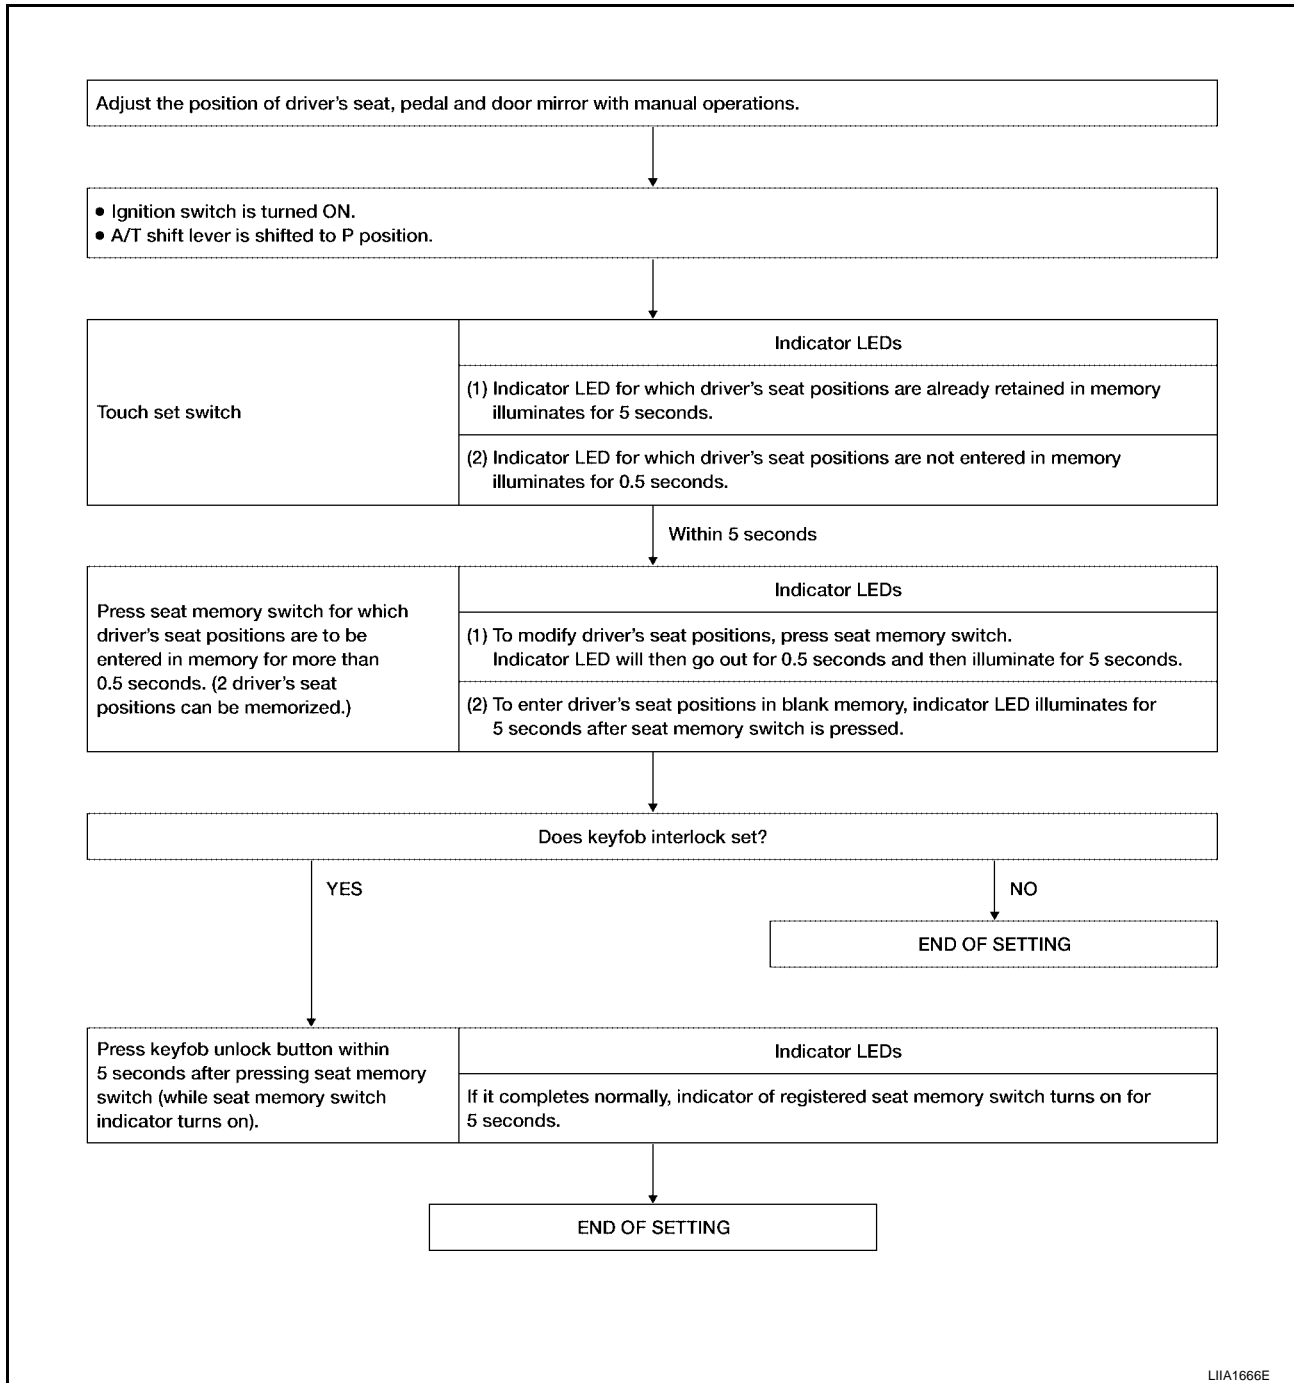 Adjust the position of driver's seat, pedal and door mirror with manual operations.
● Ignition switch is turned ON.
● A/T shift lever is shifted to P position.
Touch set switch
Indicator LEDs
(1) Indicator LED for which driver's seat positions are already retained in memory
illuminates for 5 seconds.
(2) Indicator LED for which driver's seat positions are not entered in memory
illuminates for 0.5 seconds.
Within 5 seconds
Press seat memory switch for which
driver's seat positions are to be
entered in memory for more than
0.5 seconds. (2 driver's seat
positions can be memorized.)
Indicator LEDs
(1) To modify driver's seat positions, press seat memory switch.
Indicator LED will then go out for 0.5 seconds and then illuminate for 5 seconds.
(2) To enter driver's seat positions in blank memory, indicator LED illuminates for
5 seconds after seat memory switch is pressed.
Does keyfob interlock set?
YES
NO
END OF SETTING
Press keyfob unlock button within
5 seconds after pressing seat memory
switch (while seat memory switch
indicator turns on).
Indicator LEDs
If it completes normally, indicator of registered seat memory switch turns on for
5 seconds.
END OF SETTING
LIIA1666E